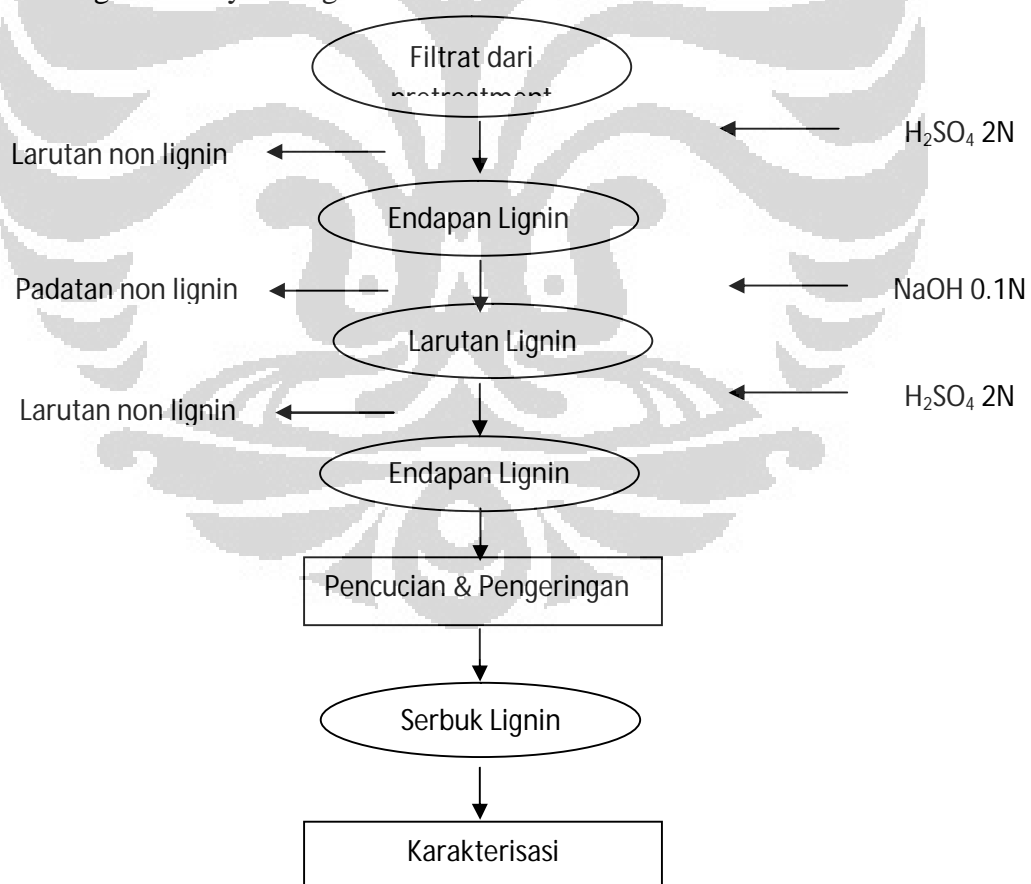 Filtrat dari
pretreatment
H₂SO₄ 2N
Larutan non lignin
Endapan Lignin
Padatan non lignin
NaOH 0.1N
Larutan Lignin
H₂SO₄ 2N
Larutan non lignin
Endapan Lignin
Pencucian & Pengeringan
Serbuk Lignin
Karakterisasi